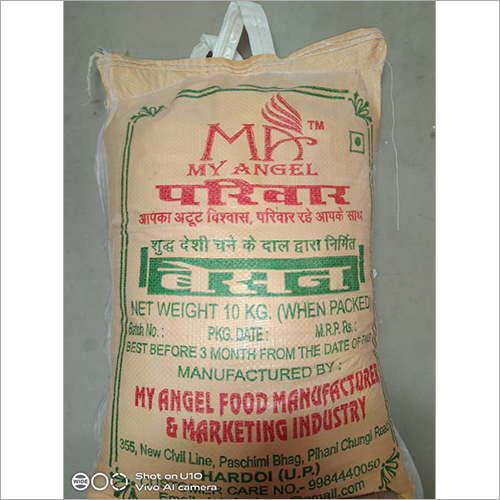 MA ™
MY ANGEL
परिवार
आपका अटूट विश्वास, परिवार रहे आपके साथ
शुद्ध देशी चने के दाल द्वारा निर्मित
बेसन
NET WEIGHT 10 KG. (WHEN PACKED)
Batch No. : PKG. DATE : M.R.P. Rs :
BEST BEFORE 3 MONTH FROM THE DATE OF
MANUFACTURED BY :
MY ANGEL FOOD MANUFACTURER
& MARKETING INDUSTRY
355, New Civil Line, Paschimi Bhag, Pihani Chungi Road
HARDOI (U.P.)
CARE NO.- 9984440050
Shot on U10
Vivo AI camera
WIDE